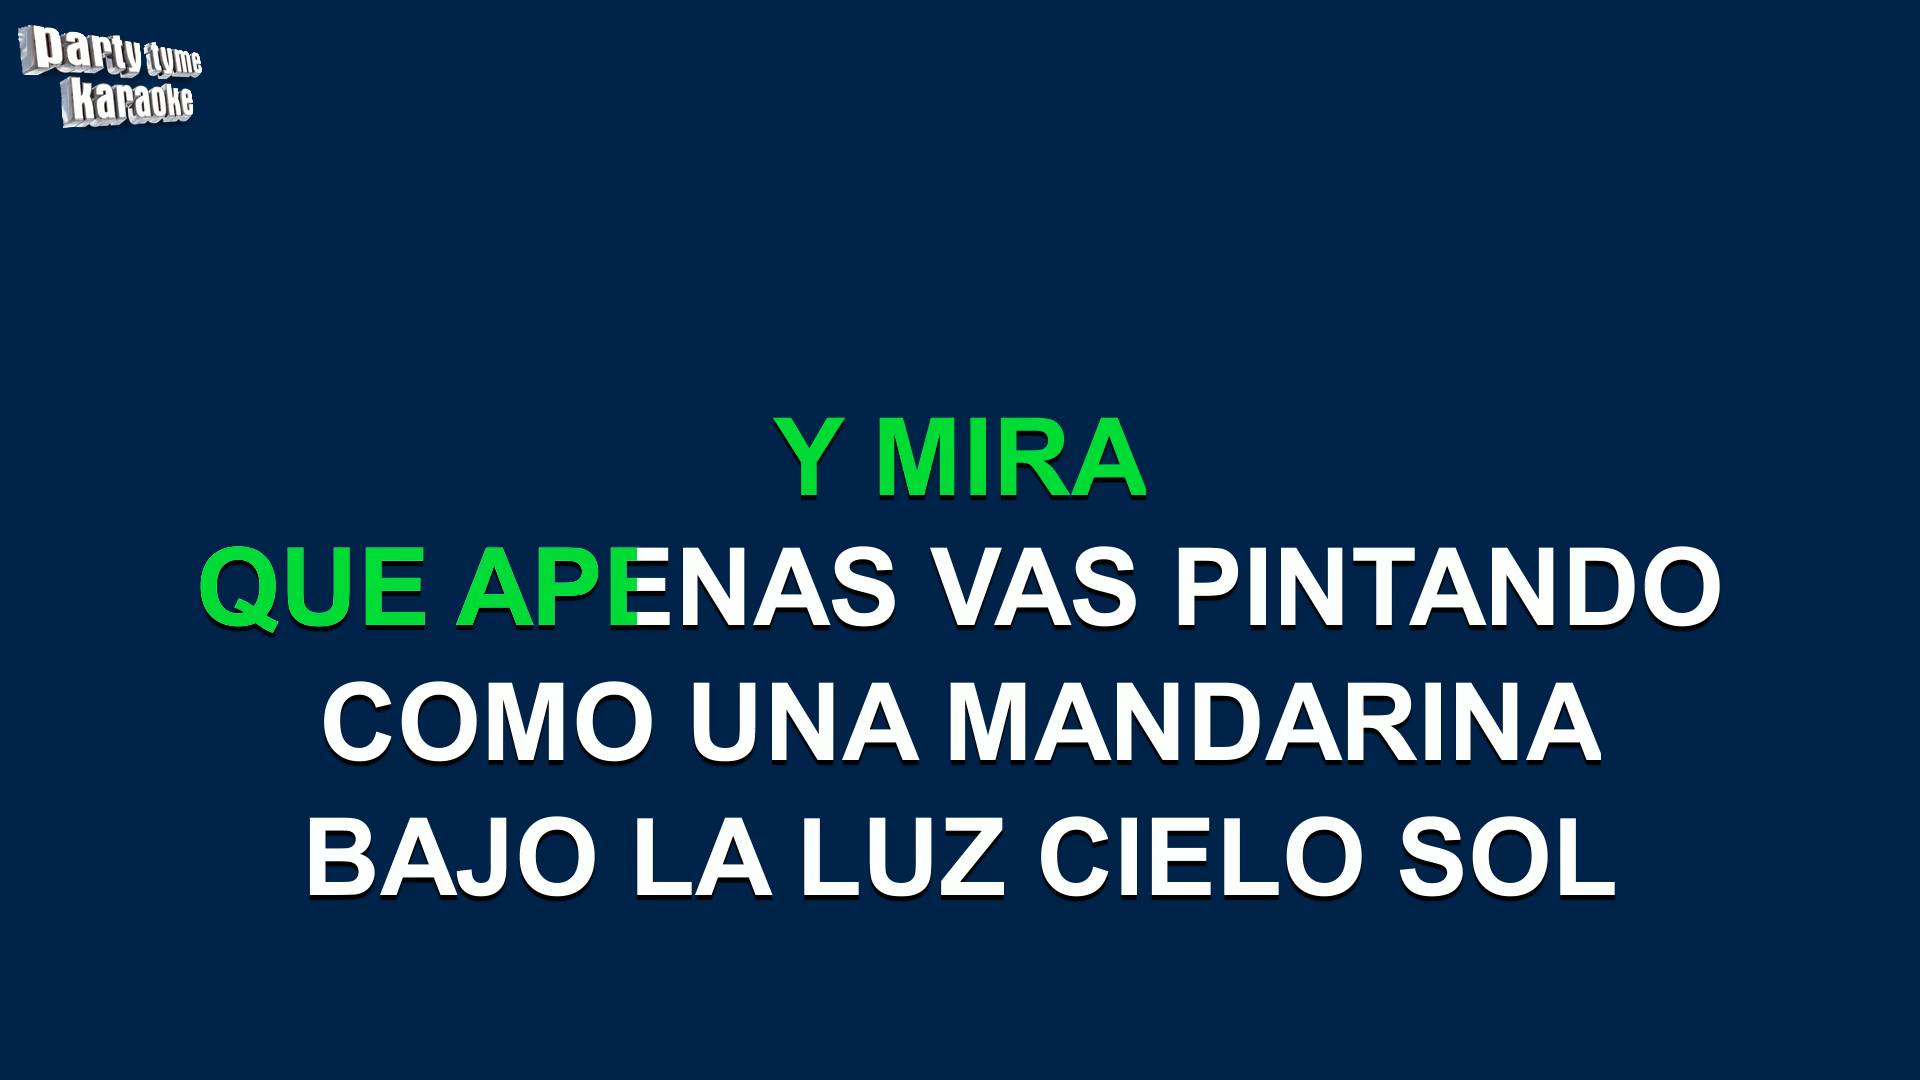 party tyme
karaoke
Y MIRA
QUE APENAS VAS PINTANDO
COMO UNA MANDARINA
BAJO LA LUZ CIELO SOL